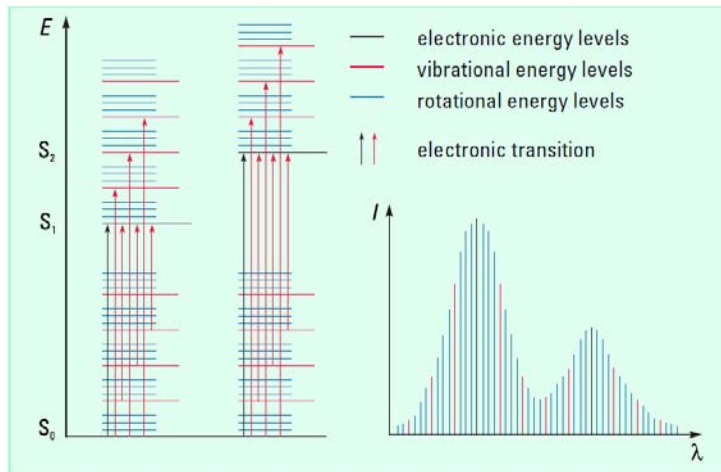 E
S₂
S₁
S₀
electronic energy levels
vibrational energy levels
rotational energy levels
electronic transition
I
λ